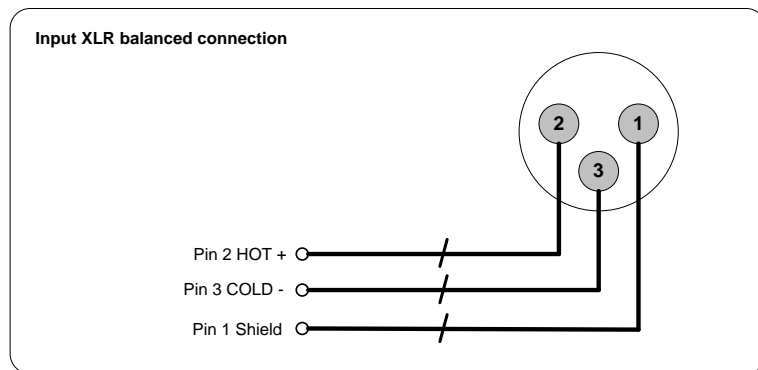 Input XLR balanced connection
2 1
3
Pin 2 HOT +
Pin 3 COLD -
Pin 1 Shield